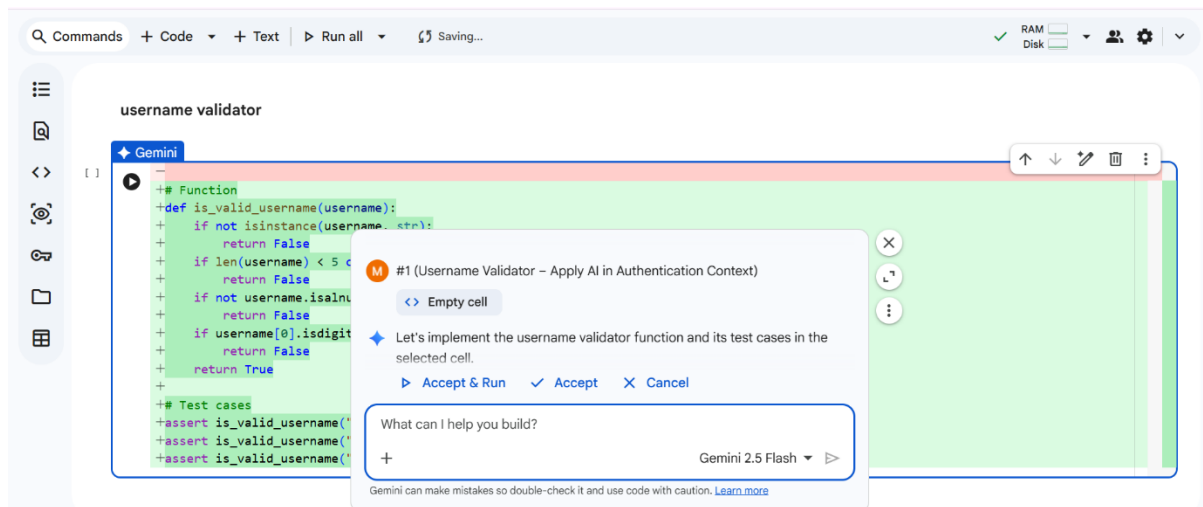 Commands + Code + Text Run all Saving...
RAM
Disk
username validator
Gemini
[ ]
-
+# Function
+def is_valid_username(username):
+    if not isinstance(username, str):
+        return False
+    if len(username) < 5
+        return False
+    if not username.isalnu
+        return False
+    if username[0].isdigit
+        return False
+    return True
+
+# Test cases
+assert is_valid_username("
+assert is_valid_username("
+assert is_valid_username("
M #1 (Username Validator – Apply AI in Authentication Context)
<> Empty cell
Let's implement the username validator function and its test cases in the
selected cell.
Accept & Run Accept Cancel
What can I help you build?
+ Gemini 2.5 Flash
Gemini can make mistakes so double-check it and use code with caution. Learn more